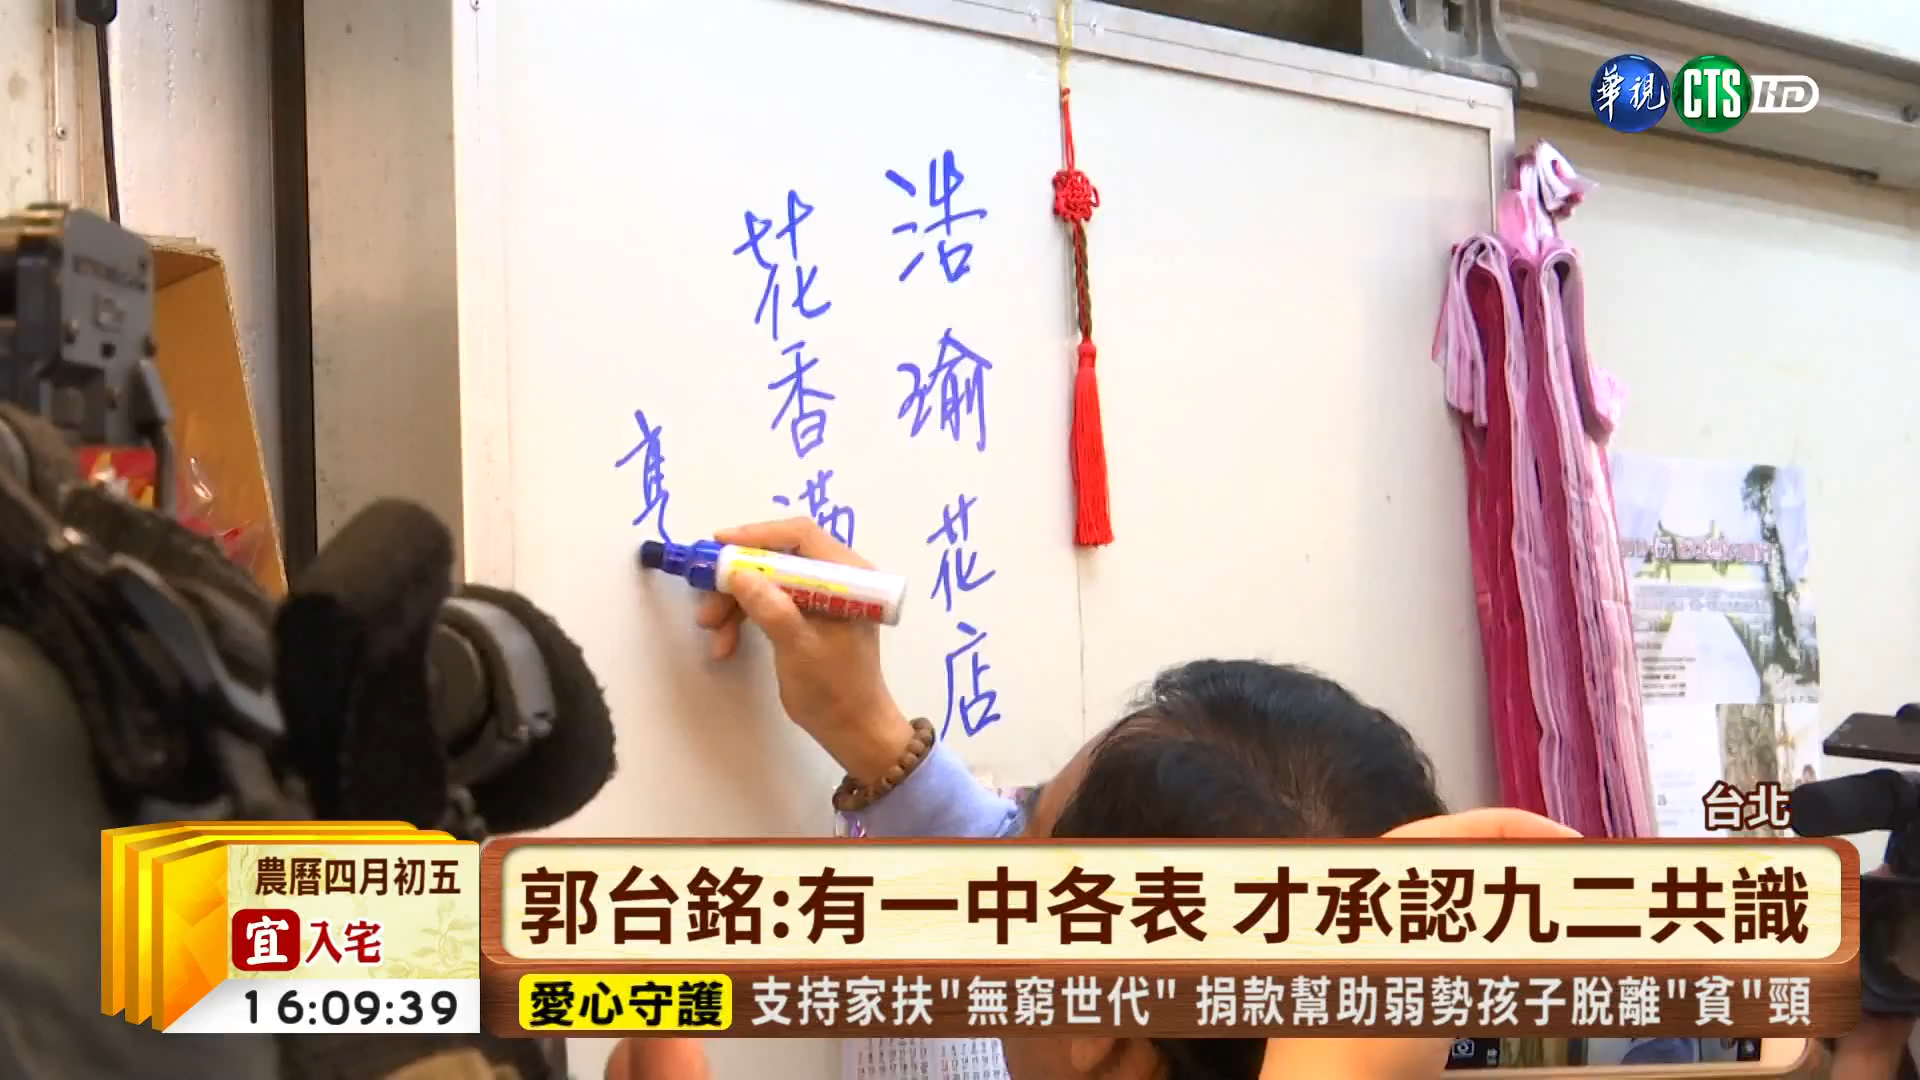 華視 CTS HD
浩瑜花店
花香滿
台北
農曆四月初五
宜 入宅
16:09:39
郭台銘:有一中各表 才承認九二共識
愛心守護 支持家扶"無窮世代" 捐款幫助弱勢孩子脫離"貧"頸